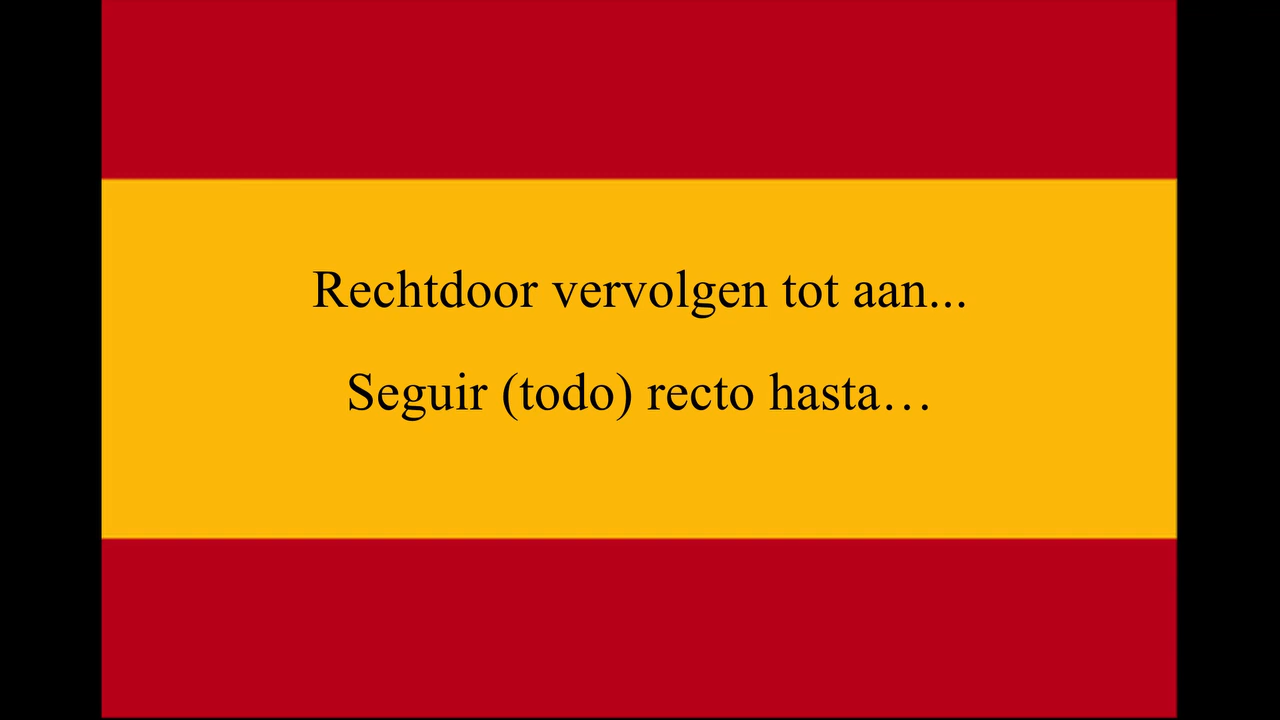 Rechtdoor vervolgen tot aan...
Seguir (todo) recto hasta…